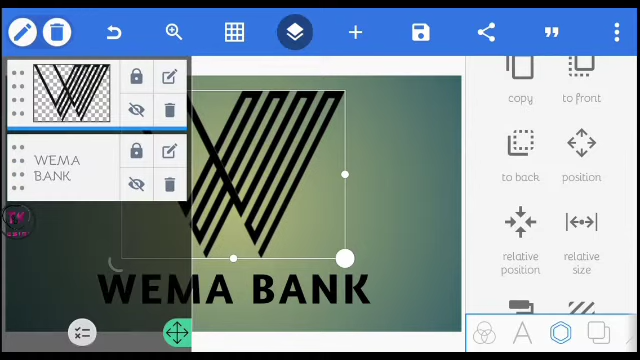 WEMA
BANK
WEMA BANK
copy
to front
to back
position
relative
position
relative
size